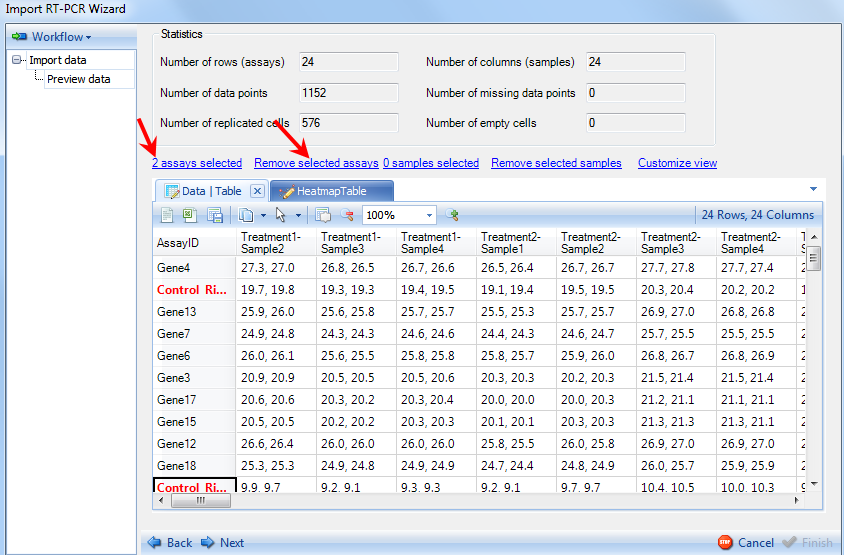 Import RT-PCR Wizard
Workflow
Import data
Preview data
Statistics
Number of rows (assays) 24 Number of columns (samples) 24
Number of data points 1152 Number of missing data points 0
Number of replicated cells 576 Number of empty cells 0
2 assays selected Remove selected assays 0 samples selected Remove selected samples Customize view
Data | Table HeatmapTable
100% 24 Rows, 24 Columns
AssayID Treatment1-Sample2 Treatment1-Sample3 Treatment1-Sample4 Treatment2-Sample1 Treatment2-Sample2 Treatment2-Sample3 Treatment2-Sample4
Gene4 27.3, 27.0 26.8, 26.5 26.7, 26.6 26.5, 26.4 26.7, 26.7 27.7, 27.8 27.7, 27.4 2
Control_Ri... 19.7, 19.8 19.3, 19.3 19.4, 19.5 19.1, 19.4 19.5, 19.5 20.3, 20.4 20.2, 20.2 1
Gene13 25.9, 26.0 25.6, 25.8 25.7, 25.7 25.5, 25.3 25.7, 25.7 26.9, 27.0 26.8, 26.8 2
Gene7 24.9, 24.8 24.3, 24.3 24.6, 24.6 24.4, 24.3 24.6, 24.7 25.7, 25.5 25.5, 25.5 2
Gene6 26.0, 26.1 25.6, 25.5 25.8, 25.8 25.8, 25.7 25.9, 26.0 26.8, 26.7 26.8, 26.9 2
Gene3 20.9, 20.9 20.5, 20.5 20.5, 20.6 20.3, 20.3 20.2, 20.3 21.5, 21.4 21.5, 21.4 2
Gene17 20.6, 20.6 20.3, 20.2 20.3, 20.4 20.0, 20.0 20.0, 20.3 21.2, 21.1 21.1, 21.1 2
Gene15 20.5, 20.5 20.2, 20.2 20.3, 20.3 20.1, 20.1 20.3, 20.3 21.3, 21.3 21.3, 21.1 2
Gene12 26.6, 26.4 26.0, 26.0 26.0, 26.0 25.8, 25.5 26.0, 25.8 26.9, 27.0 26.9, 27.0 2
Gene18 25.3, 25.3 24.9, 24.8 24.9, 24.9 24.7, 24.4 24.8, 24.9 26.0, 25.7 25.9, 25.9 2
Control_Ri... 9.9, 9.7 9.2, 9.1 9.3, 9.3 9.2, 9.1 9.7, 9.7 10.4, 10.5 10.0, 10.3 9
Back Next STOP Cancel Finish